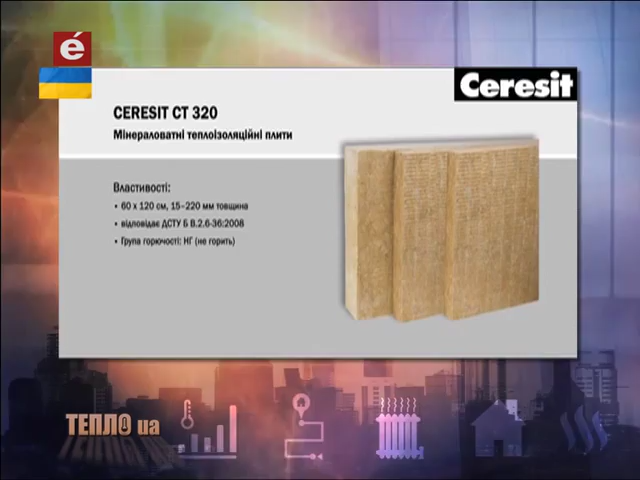 é
Ceresit
CERESIT CT 320
Мінераловатні теплоізоляційні плити
Властивості:
• 60 x 120 см, 15–220 мм товщина
• відповідає ДСТУ Б В.2.6-36:2008
• Група горючості: НГ (не горить)
ТЕПЛО ua